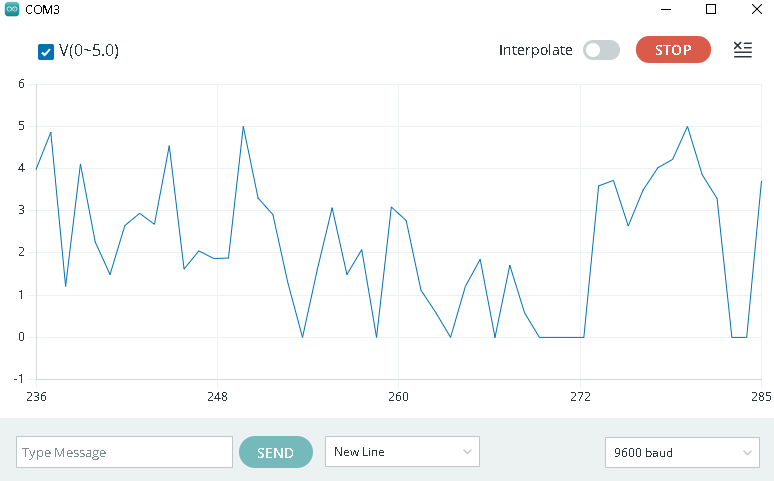 COM3
V(0~5.0)
Interpolate
STOP
6
5
4
3
2
1
0
-1
236 248 260 272 285
Type Message
SEND
New Line
9600 baud